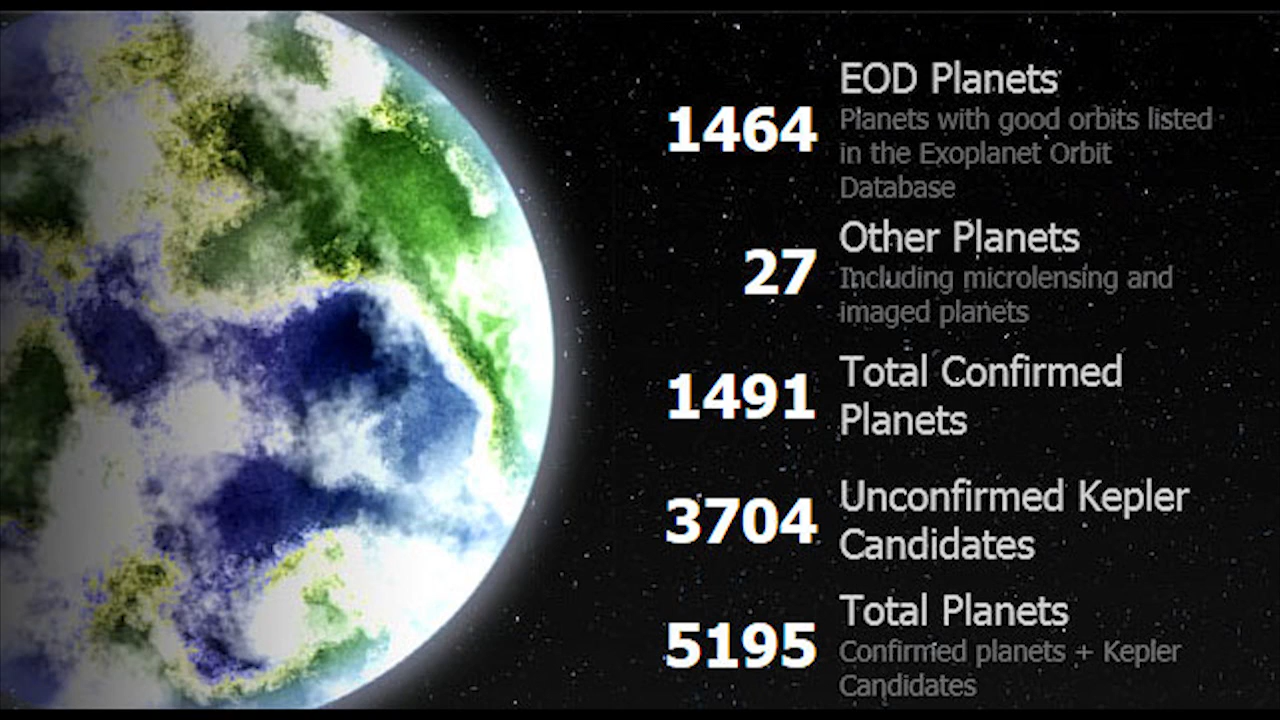 EOD Planets
1464
Planets with good orbits listed
in the Exoplanet Orbit
Database
Other Planets
27
Including microlensing and
imaged planets
1491
Total Confirmed
Planets
3704
Unconfirmed Kepler
Candidates
Total Planets
5195
Confirmed planets + Kepler
Candidates